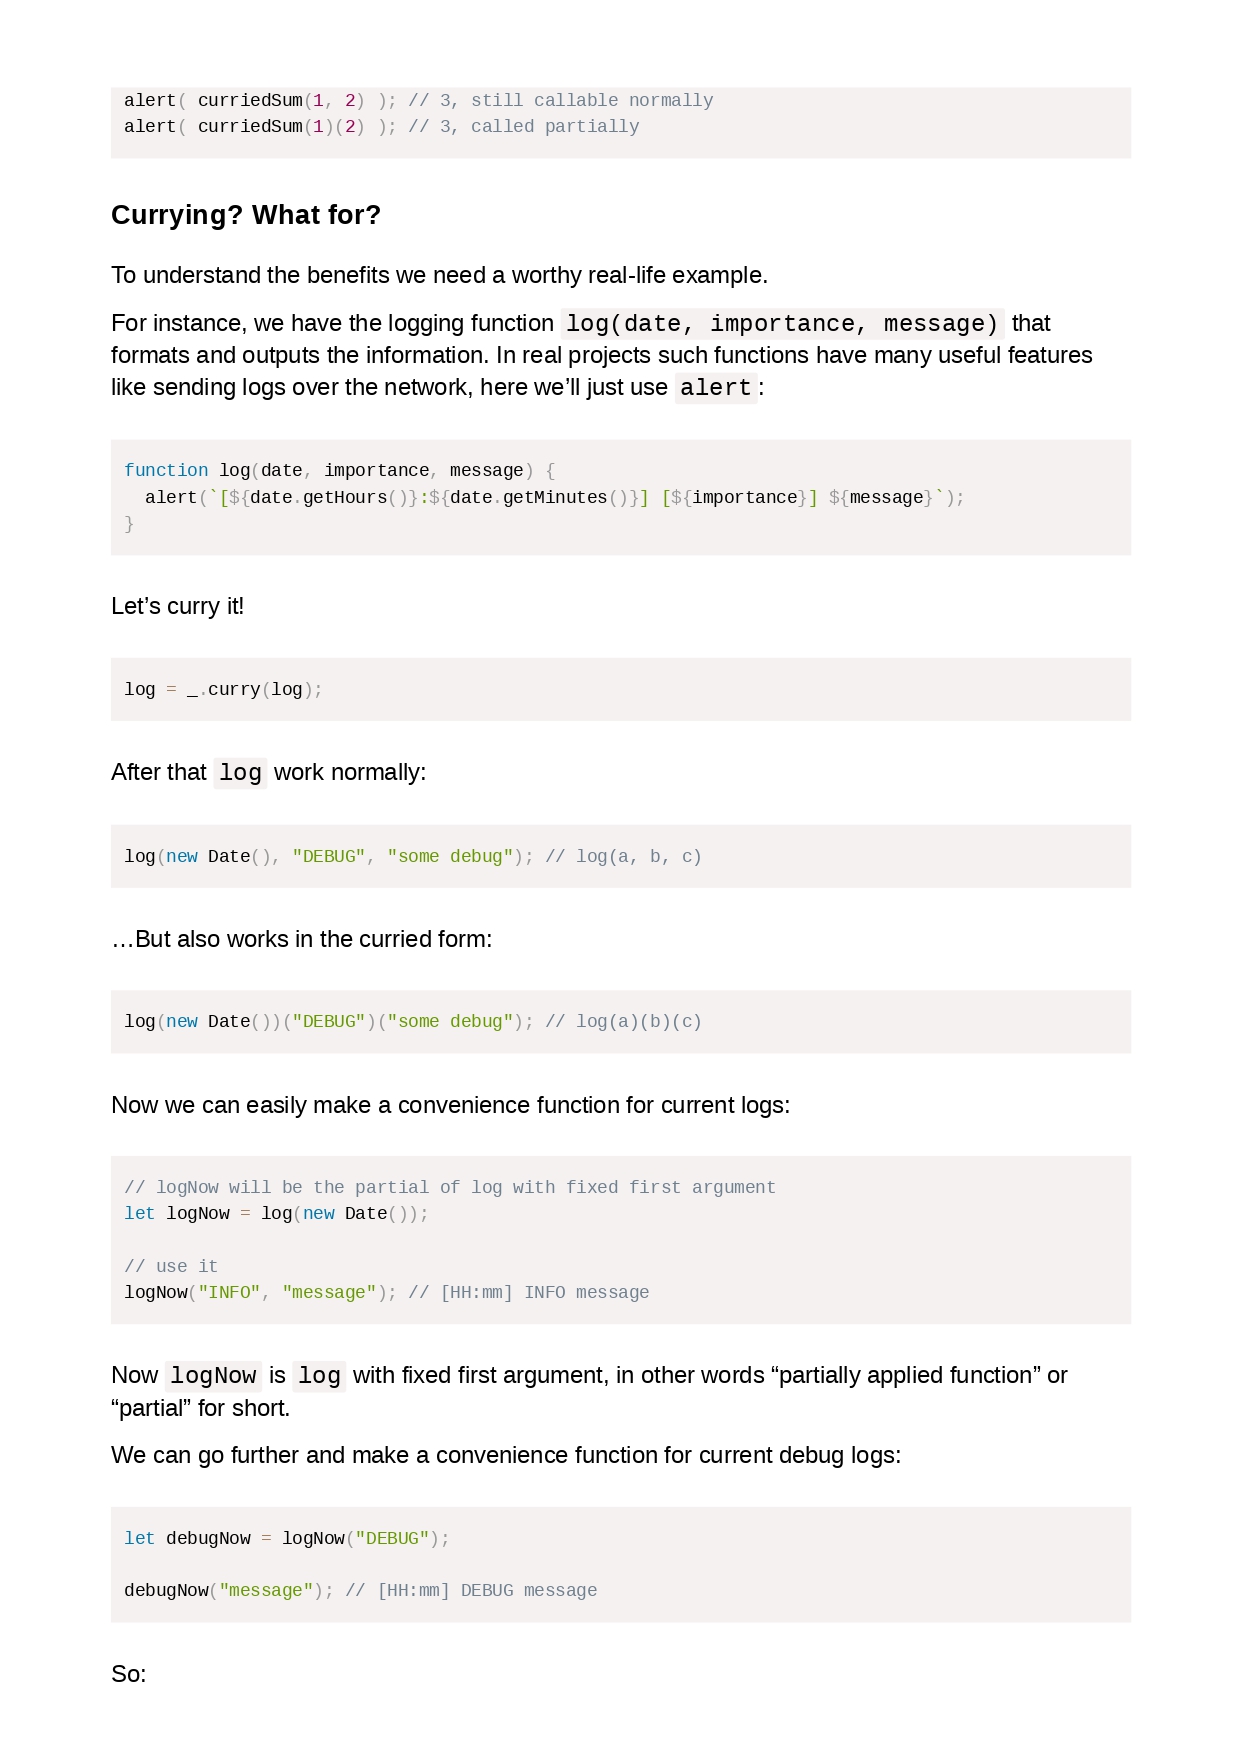 alert( curriedSum(1, 2) ); // 3, still callable normally
alert( curriedSum(1)(2) ); // 3, called partially
Currying? What for?
To understand the benefits we need a worthy real-life example.
For instance, we have the logging function log(date, importance, message) that
formats and outputs the information. In real projects such functions have many useful features
like sending logs over the network, here we’ll just use alert:
function log(date, importance, message) {
  alert(`[${date.getHours()}:${date.getMinutes()}] [${importance}] ${message}`);
}
Let’s curry it!
log = _.curry(log);
After that log work normally:
log(new Date(), "DEBUG", "some debug"); // log(a, b, c)
…But also works in the curried form:
log(new Date())("DEBUG")("some debug"); // log(a)(b)(c)
Now we can easily make a convenience function for current logs:
// logNow will be the partial of log with fixed first argument
let logNow = log(new Date());
// use it
logNow("INFO", "message"); // [HH:mm] INFO message
Now logNow is log with fixed first argument, in other words “partially applied function” or
“partial” for short.
We can go further and make a convenience function for current debug logs:
let debugNow = logNow("DEBUG");
debugNow("message"); // [HH:mm] DEBUG message
So: